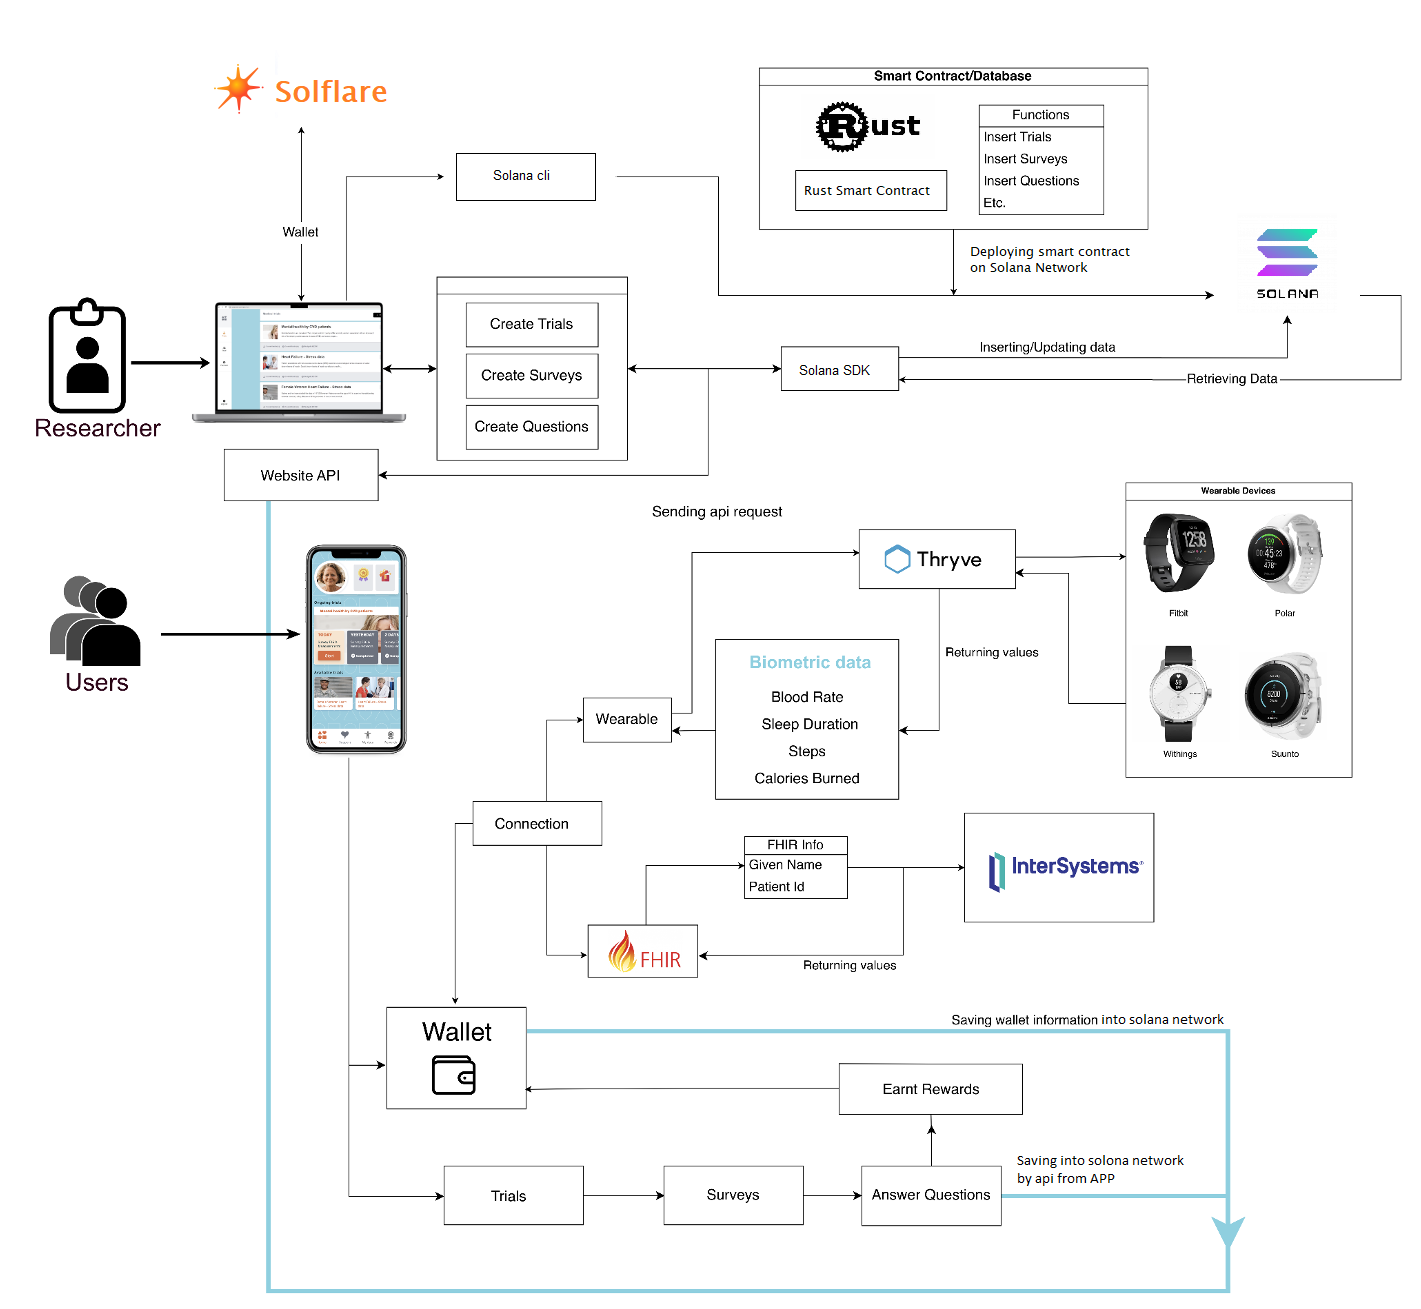 Solflare
Smart Contract/Database
Rust
Functions
Insert Trials
Insert Surveys
Insert Questions
Etc.
Rust Smart Contract
Solana cli
Wallet
Deploying smart contract
on Solana Network
SOLANA
Create Trials
Create Surveys
Create Questions
Inserting/Updating data
Solana SDK
Retrieving Data
Researcher
Website API
Sending api request
Wearable Devices
Thryve
Fitbit
Polar
Returning values
Biometric data
Blood Rate
Sleep Duration
Steps
Calories Burned
Wearable
Users
Withings
Suunto
Connection
FHIR Info
Given Name
Patient Id
InterSystems
FHIR
Returning values
Wallet
Saving wallet information into solana network
Earnt Rewards
Saving into solona network
by api from APP
Trials
Surveys
Answer Questions